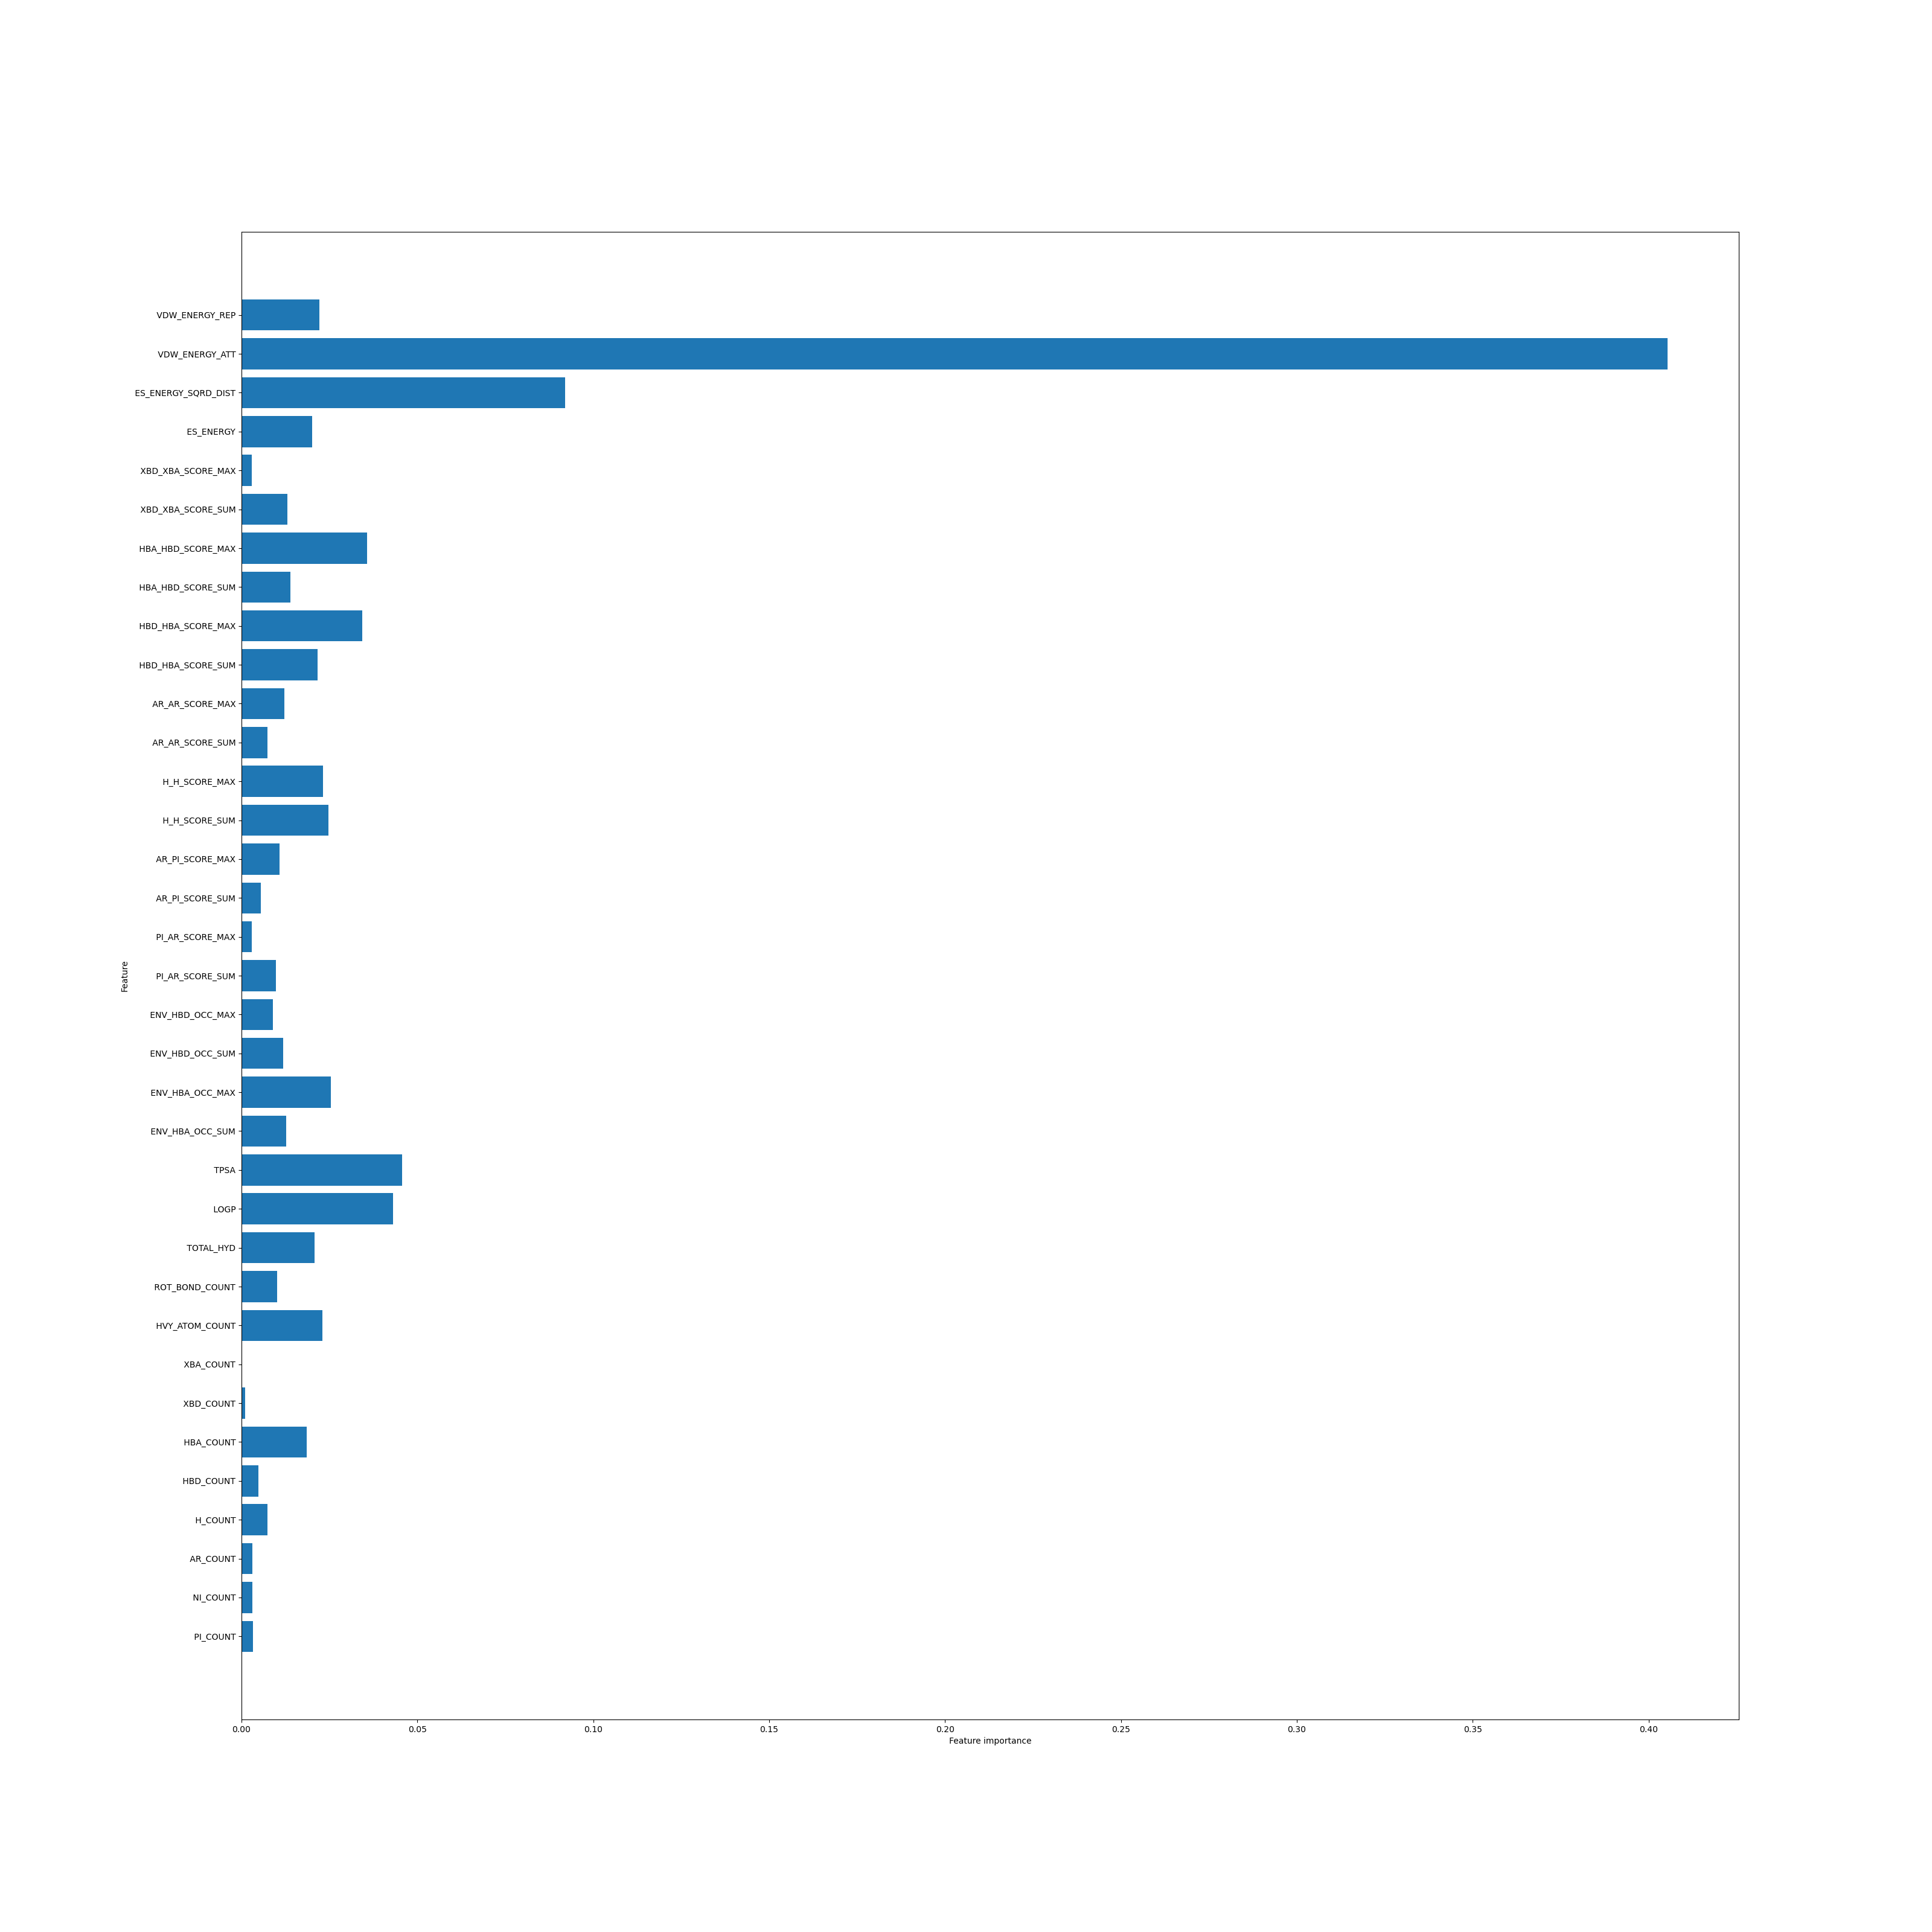 VDW_ENERGY_REP
VDW_ENERGY_ATT
ES_ENERGY_SQRD_DIST
ES_ENERGY
XBD_XBA_SCORE_MAX
XBD_XBA_SCORE_SUM
HBA_HBD_SCORE_MAX
HBA_HBD_SCORE_SUM
HBD_HBA_SCORE_MAX
HBD_HBA_SCORE_SUM
AR_AR_SCORE_MAX
AR_AR_SCORE_SUM
H_H_SCORE_MAX
H_H_SCORE_SUM
AR_PI_SCORE_MAX
AR_PI_SCORE_SUM
PI_AR_SCORE_MAX
PI_AR_SCORE_SUM
ENV_HBD_OCC_MAX
ENV_HBD_OCC_SUM
ENV_HBA_OCC_MAX
ENV_HBA_OCC_SUM
TPSA
LOGP
TOTAL_HYD
ROT_BOND_COUNT
HVY_ATOM_COUNT
XBA_COUNT
XBD_COUNT
HBA_COUNT
HBD_COUNT
H_COUNT
AR_COUNT
NI_COUNT
PI_COUNT
Feature
0.00 0.05 0.10 0.15 0.20 0.25 0.30 0.35 0.40
Feature importance